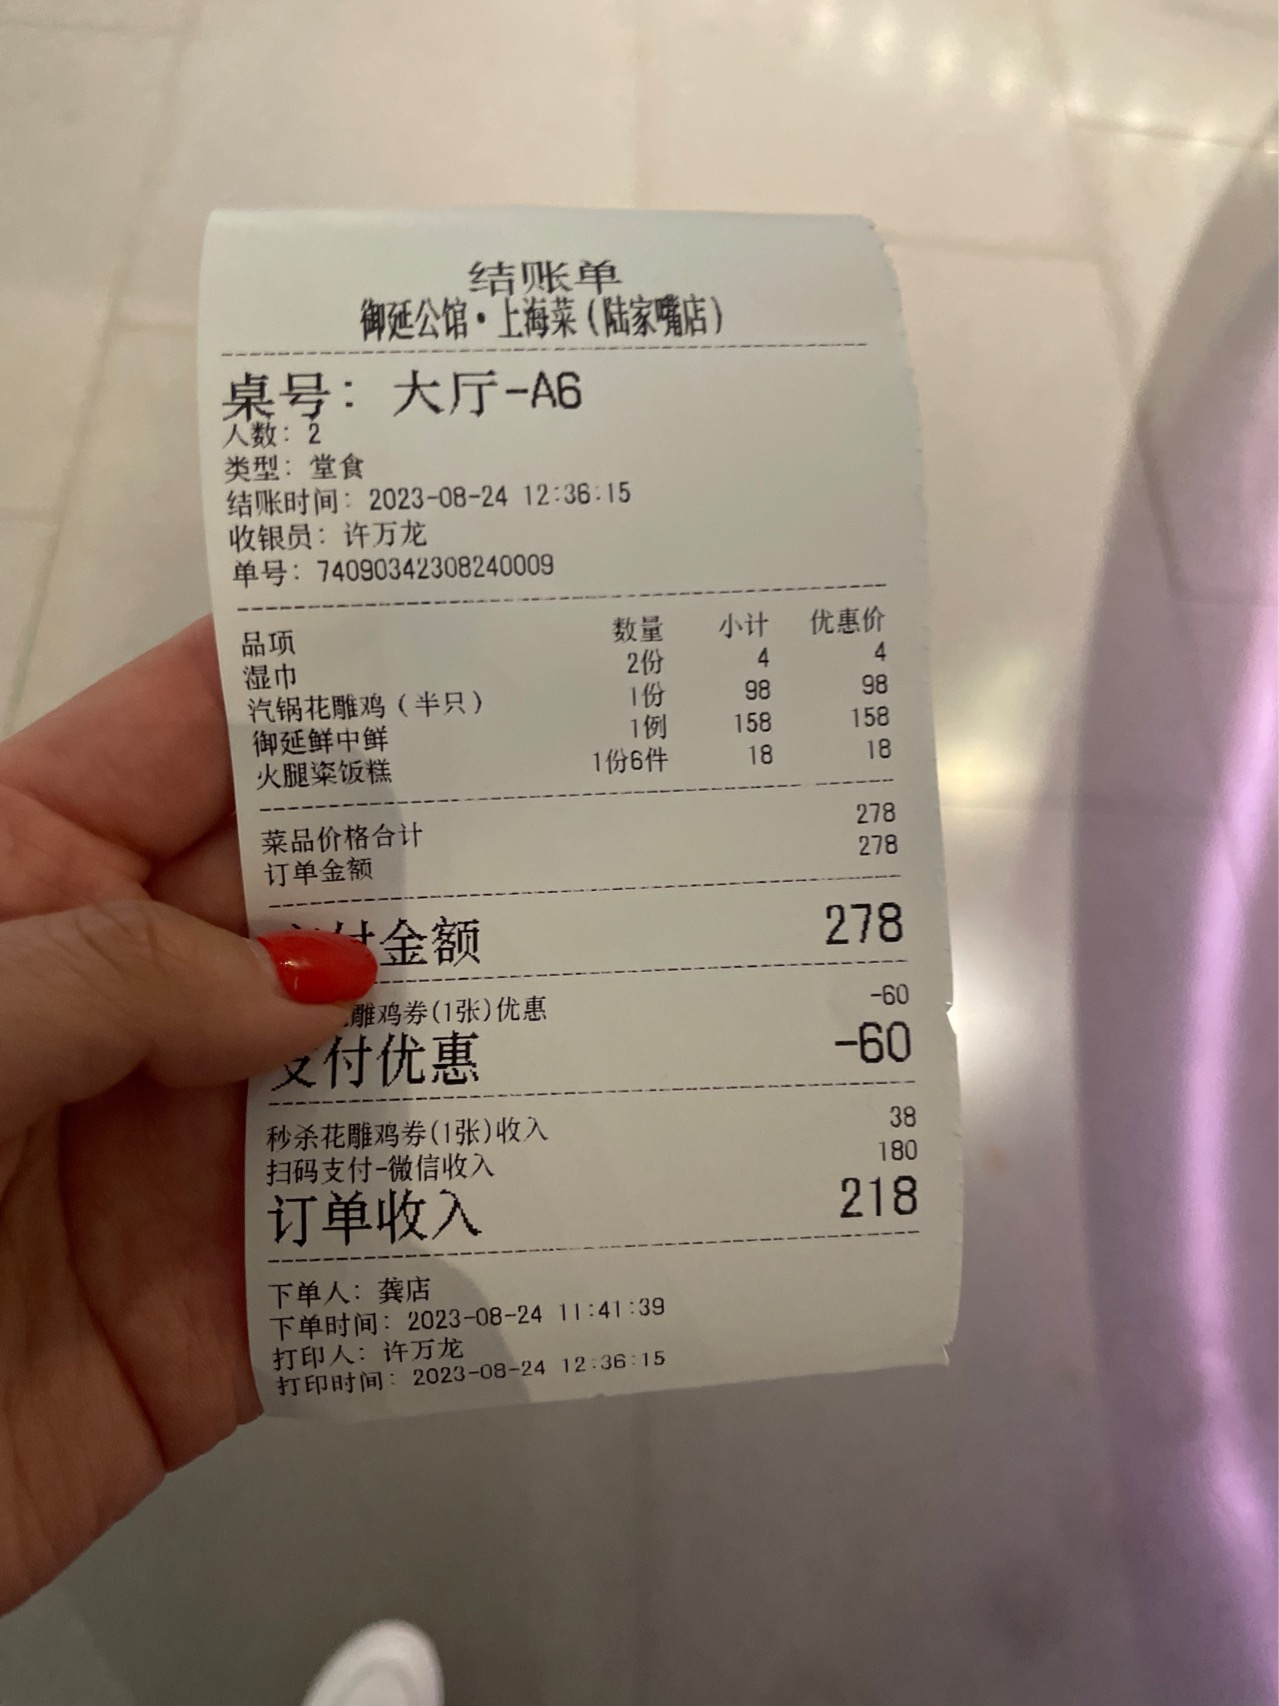 结账单
御延公馆·上海菜(陆家嘴店)
桌号: 大厅-A6
人数: 2
类型: 堂食
结账时间: 2023-08-24 12:36:15
收银员: 许万龙
单号: 74090342308240009
品项 数量 小计 优惠价
湿巾 2份 4 4
汽锅花雕鸡(半只) 1份 98 98
御延鲜中鲜 1例 158 158
火腿粢饭糕 1份6件 18 18
菜品价格合计 278
订单金额 278
付金额 278
雕鸡券(1张)优惠 -60
支付优惠 -60
秒杀花雕鸡券(1张)收入 38
扫码支付-微信收入 180
订单收入 218
下单人: 龚店
下单时间: 2023-08-24 11:41:39
打印人: 许万龙
打印时间: 2023-08-24 12:36:15